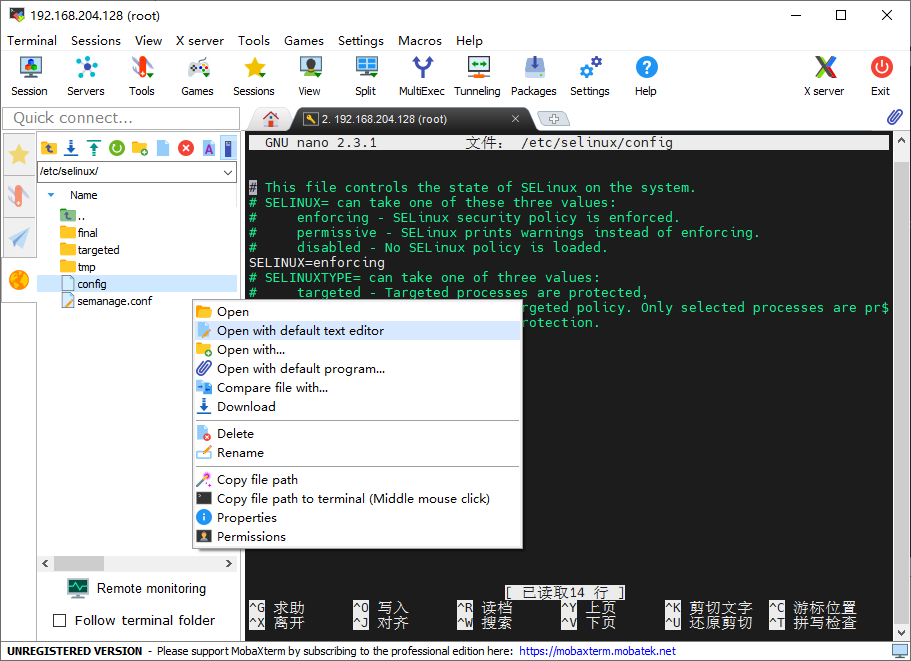 192.168.204.128 (root)
Terminal Sessions View X server Tools Games Settings Macros Help
Session Servers Tools Games Sessions View Split MultiExec Tunneling Packages Settings Help X server Exit
Quick connect...
2. 192.168.204.128 (root)
/etc/selinux/
Name
..
final
targeted
tmp
config
semanage.conf
GNU nano 2.3.1 文件: /etc/selinux/config
# This file controls the state of SELinux on the system.
# SELINUX= can take one of these three values:
# enforcing - SELinux security policy is enforced.
# permissive - SELinux prints warnings instead of enforcing.
# disabled - No SELinux policy is loaded.
SELINUX=enforcing
# SELINUXTYPE= can take one of three values:
# targeted - Targeted processes are protected,
rgeted policy. Only selected processes are pr$
rotection.
Open
Open with default text editor
Open with...
Open with default program...
Compare file with...
Download
Delete
Rename
Copy file path
Copy file path to terminal (Middle mouse click)
Properties
Permissions
[ 已读取14 行 ]
^G 求助 ^O 写入 ^R 读档 ^Y 上页 ^K 剪切文字 ^C 游标位置
^X 离开 ^J 对齐 ^W 搜索 ^V 下页 ^U 还原剪切 ^T 拼写检查
Remote monitoring
Follow terminal folder
UNREGISTERED VERSION - Please support MobaXterm by subscribing to the professional edition here: https://mobaxterm.mobatek.net